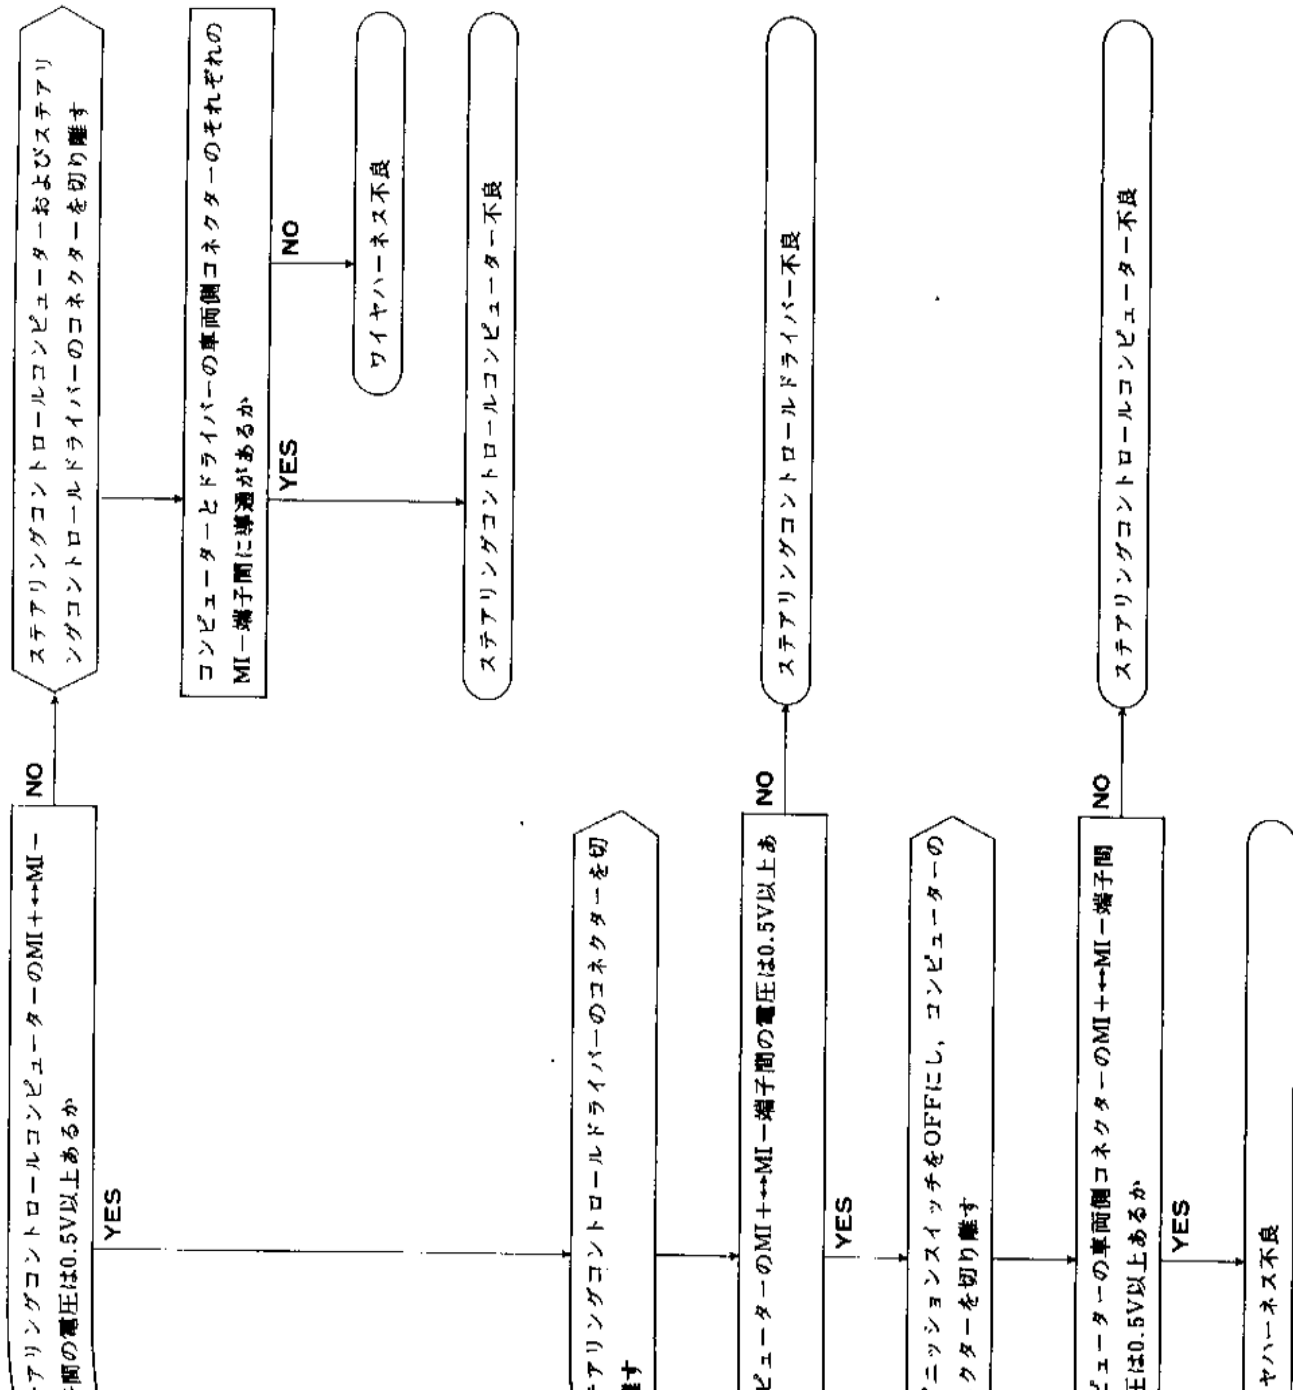 テアリングコントロールコンピューターのMI+↔MI-
間の電圧は0.5V以上あるか
NO
ステアリングコントロールコンピューターおよびステアリ
ングコントロールドライバーのコネクターを切り離す
コンピューターとドライバーの車両側コネクターのそれぞれの
MI-端子間に導通があるか
NO
ワイヤハーネス不良
YES
ステアリングコントロールコンピューター不良
YES
テアリングコントロールドライバーのコネクターを切
離す
ピューターのMI+↔MI-端子間の電圧は0.5V以上あ
NO
ステアリングコントロールドライバー不良
YES
ニッションスイッチをOFFにし, コンピューターの
クターを切り離す
ピューターの車両側コネクターのMI+↔MI-端子間
圧は0.5V以上あるか
NO
ステアリングコントロールコンピューター不良
YES
ヤハーネス不良